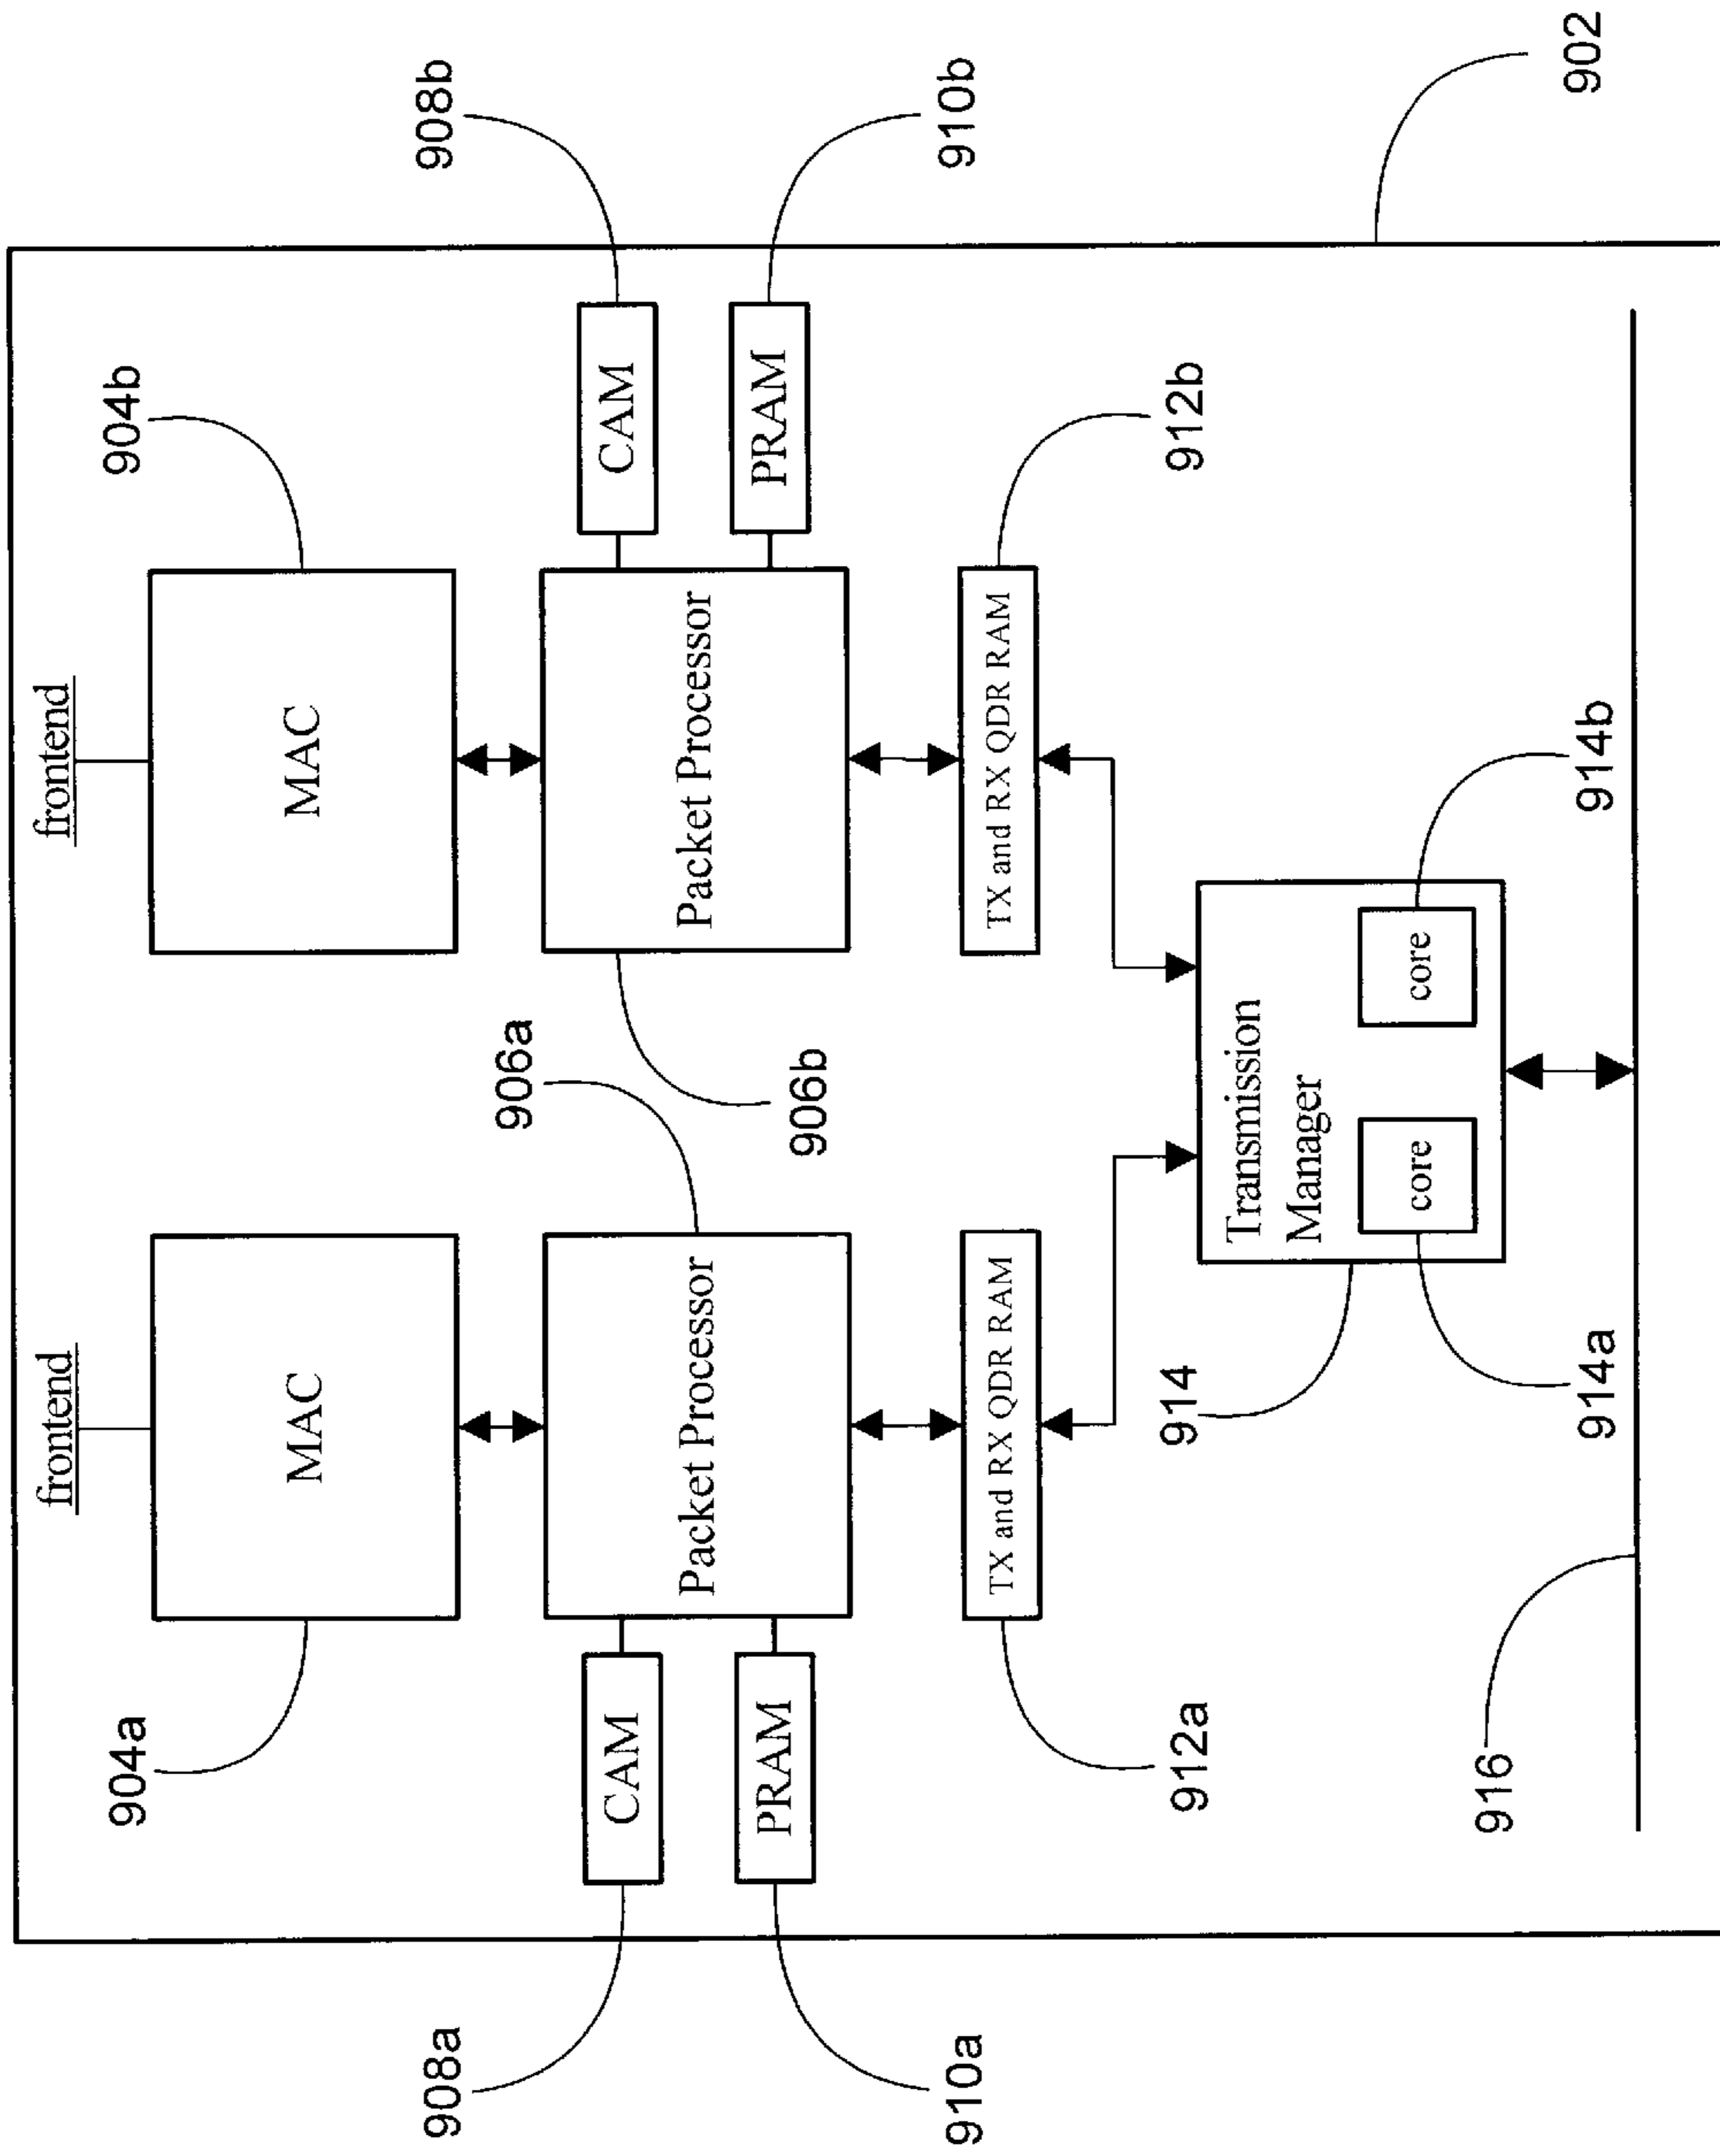 frontend
frontend
904a
904b
MAC
MAC
908a
908b
906a
CAM
Packet Processor
Packet Processor
CAM
910a
PRAM
906b
PRAM
910b
912a
TX and RX QDR RAM
TX and RX QDR RAM
912b
914
Transmission
Manager
core
core
914a
914b
916
902